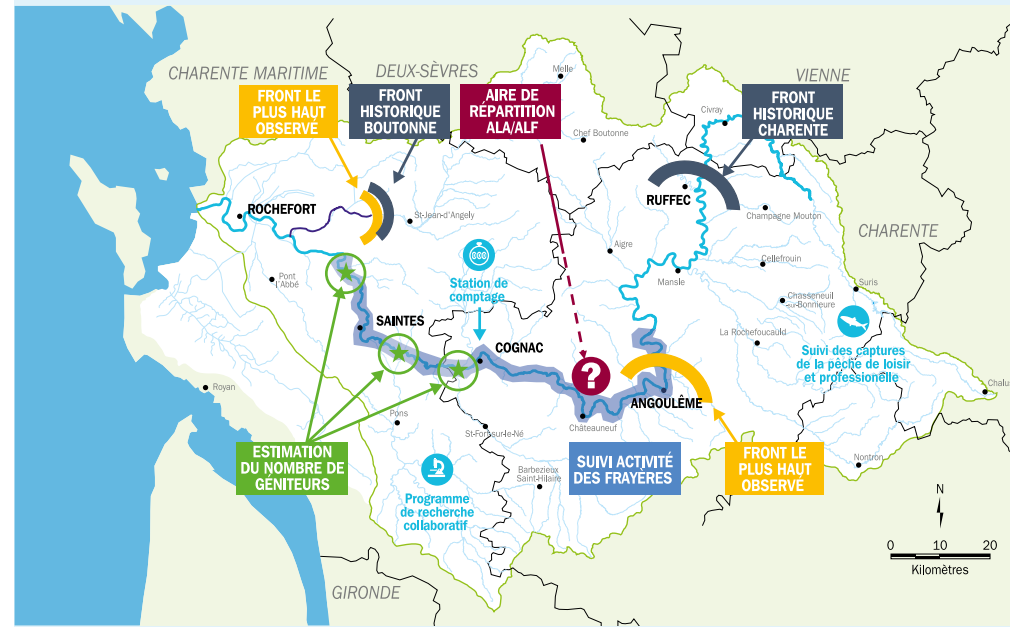 CHARENTE MARITIME
DEUX-SÈVRES
VIENNE
Melle
FRONT LE
PLUS HAUT
OBSERVÉ
FRONT
HISTORIQUE
BOUTONNE
AIRE DE
RÉPARTITION
ALA/ALF
FRONT
HISTORIQUE
CHARENTE
Civray
Chef Boutonne
ROCHEFORT
St-Jean-d'Angely
RUFFEC
Champagne Mouton
CHARENTE
Aigre
Cellefrouin
Pont
l'Abbé
Station de
comptage
Mansle
Suris
Chasseneuil
su-Bonnieure
SAINTES
La Rochefoucauld
COGNAC
Suivi des captures
de la pêche de loisir
et professionelle
Royan
?
ANGOULÊME
Chalu
Pons
Châteauneuf
St-Fort-sur-le-Né
ESTIMATION
DU NOMBRE DE
GÉNITEURS
SUIVI ACTIVITÉ
DES FRAYÈRES
FRONT LE
PLUS HAUT
OBSERVÉ
Nontron
Barbezieux
Saint-Hilaire
Programme
de recherche
collaboratif
N
0 10 20
Kilomètres
GIRONDE